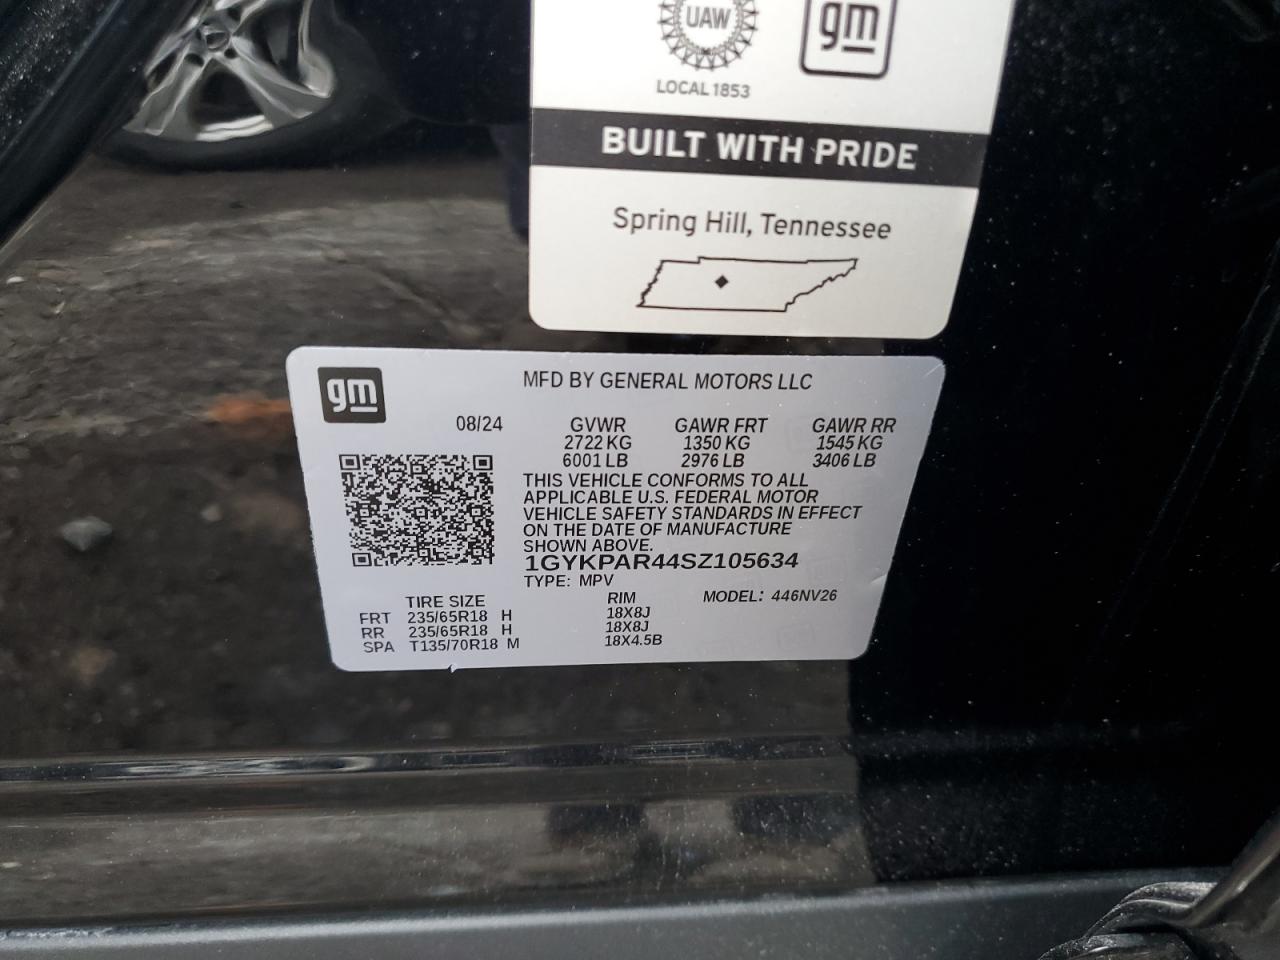 UAW
gm
LOCAL 1853
BUILT WITH PRIDE
Spring Hill, Tennessee
gm
MFD BY GENERAL MOTORS LLC
08/24 GVWR GAWR FRT GAWR RR
2722 KG 1350 KG 1545 KG
6001 LB 2976 LB 3406 LB
THIS VEHICLE CONFORMS TO ALL
APPLICABLE U.S. FEDERAL MOTOR
VEHICLE SAFETY STANDARDS IN EFFECT
ON THE DATE OF MANUFACTURE
SHOWN ABOVE.
1GYKPAR44SZ105634
TYPE: MPV
TIRE SIZE RIM MODEL: 446NV26
FRT 235/65R18 H 18X8J
RR 235/65R18 H 18X8J
SPA T135/70R18 M 18X4.5B